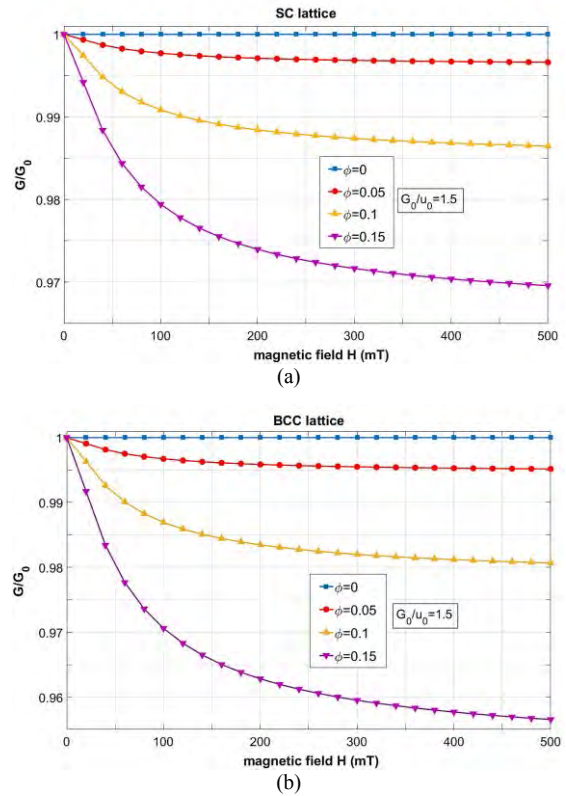 SC lattice
1
0.99
0.98
0.97
G/G0
ϕ=0
ϕ=0.05
ϕ=0.1
ϕ=0.15
G0/u0=1.5
0 100 200 300 400 500
magnetic field H (mT)
(a)
BCC lattice
1
0.99
0.98
0.97
0.96
G/G0
ϕ=0
ϕ=0.05
ϕ=0.1
ϕ=0.15
G0/u0=1.5
0 100 200 300 400 500
magnetic field H (mT)
(b)